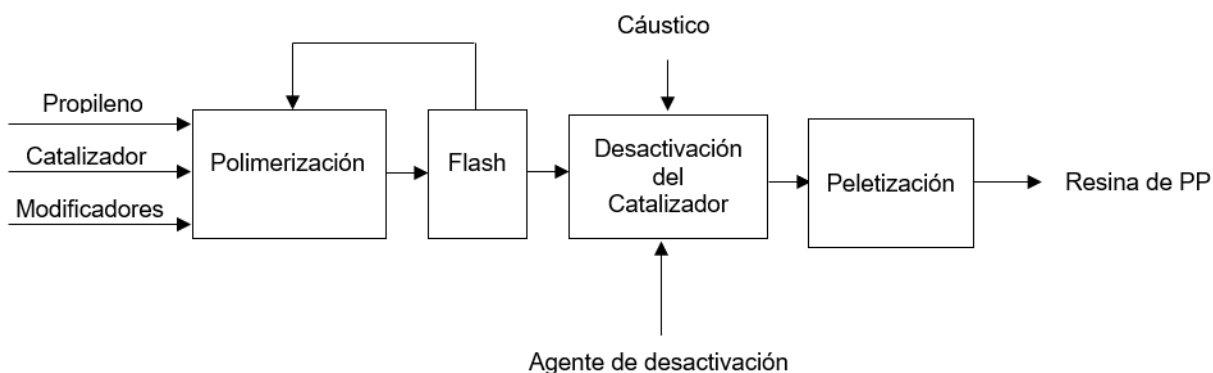 Cáustico
Propileno
Catalizador
Modificadores
Polimerización
Flash
Desactivación
del
Catalizador
Peletización
Resina de PP
Agente de desactivación